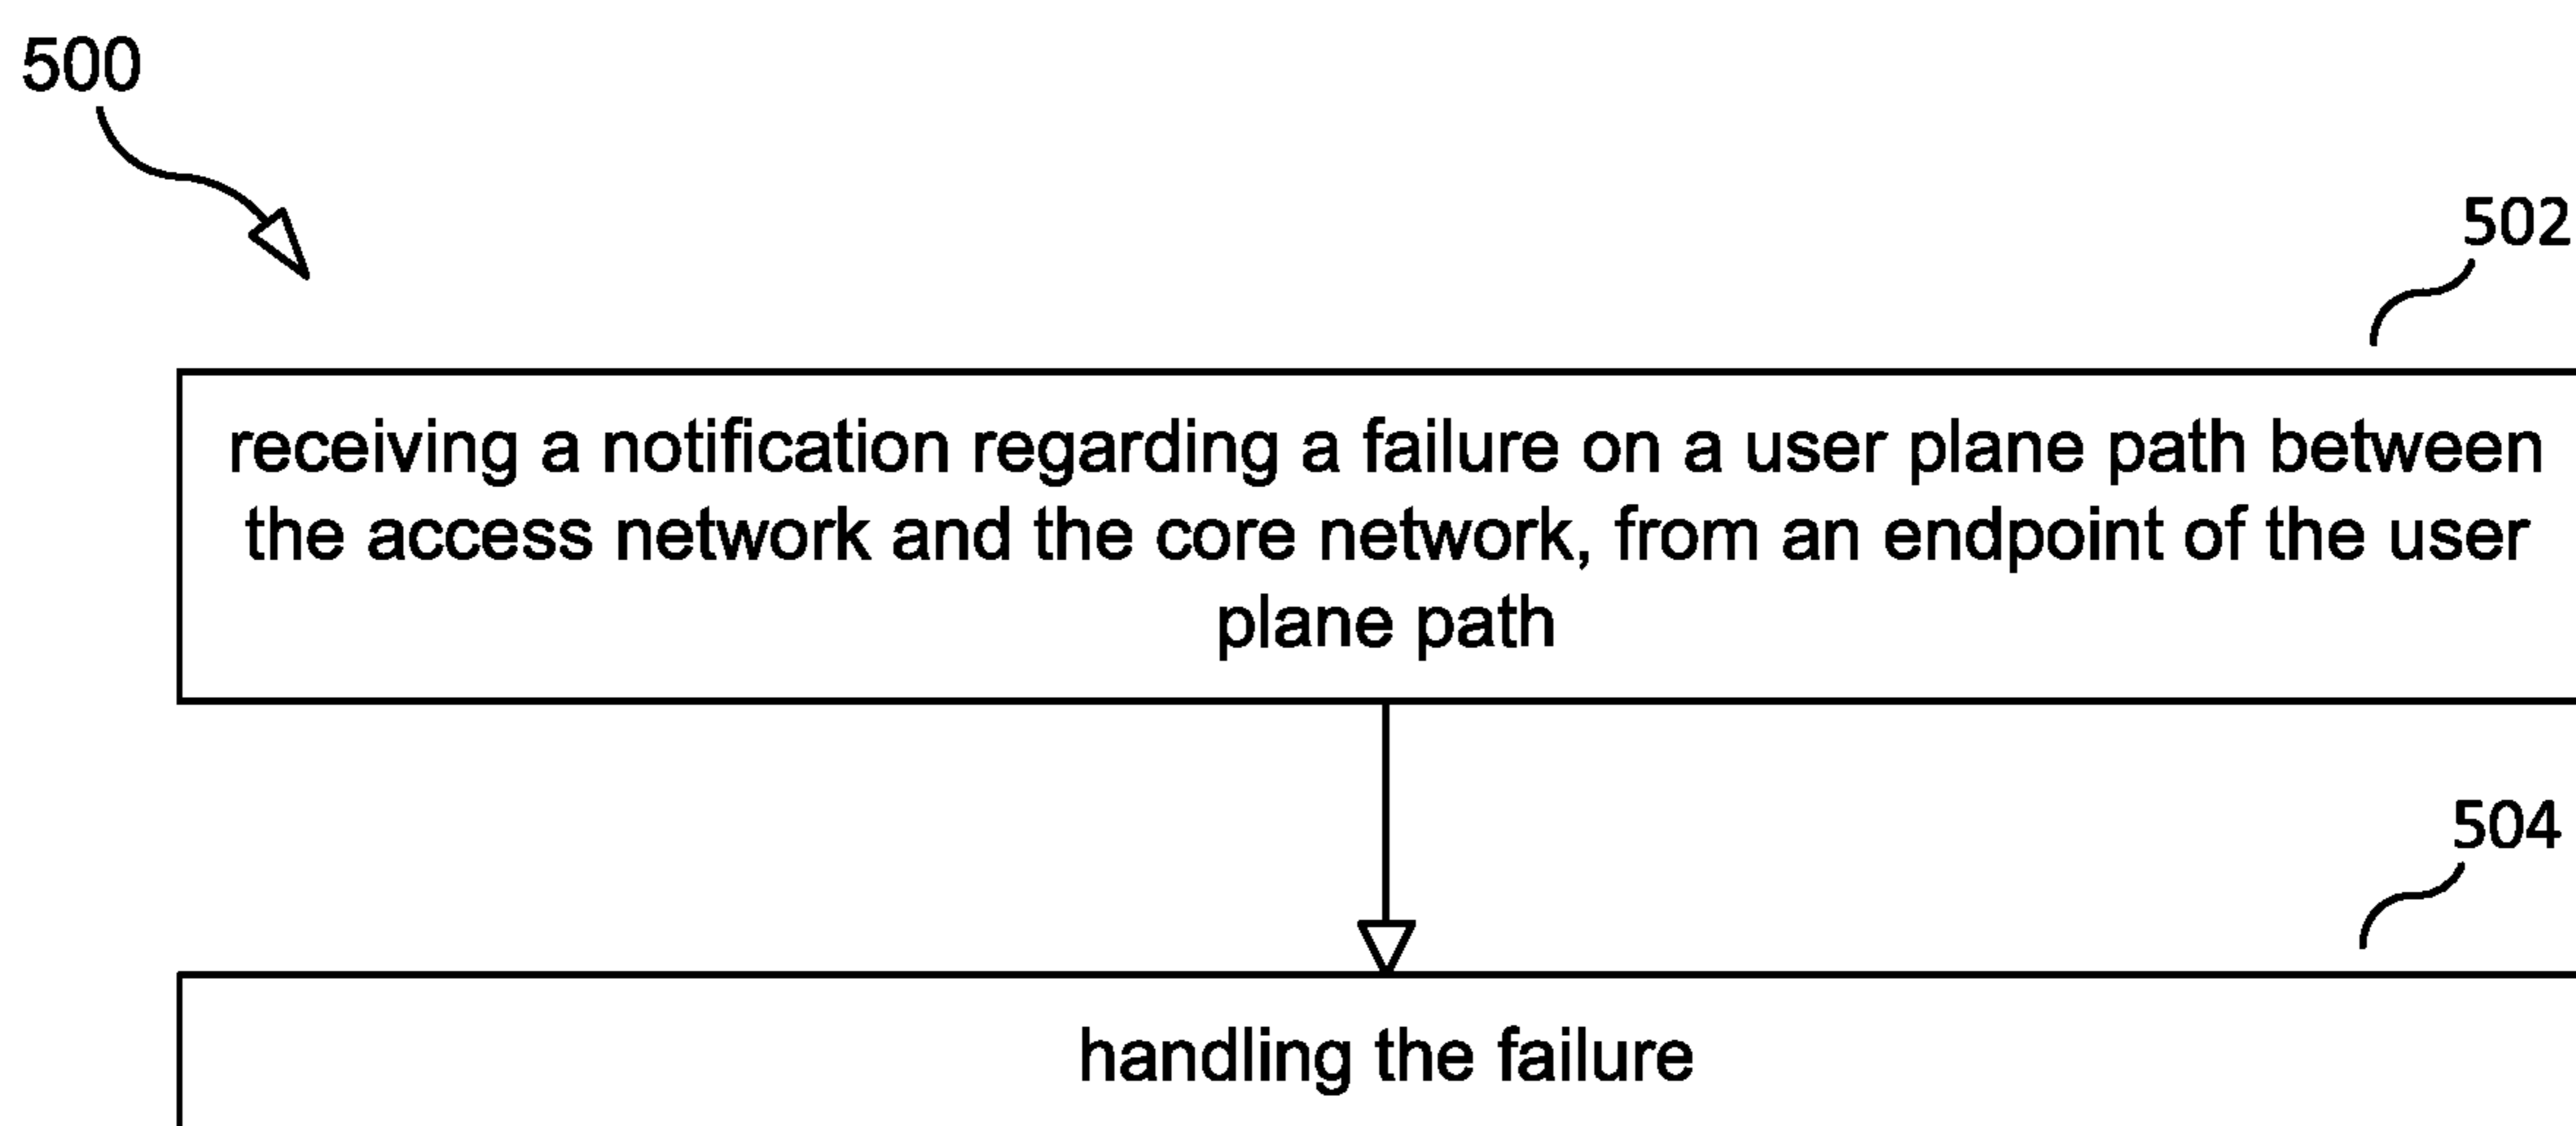 500
502
receiving a notification regarding a failure on a user plane path between
the access network and the core network, from an endpoint of the user
plane path
504
handling the failure